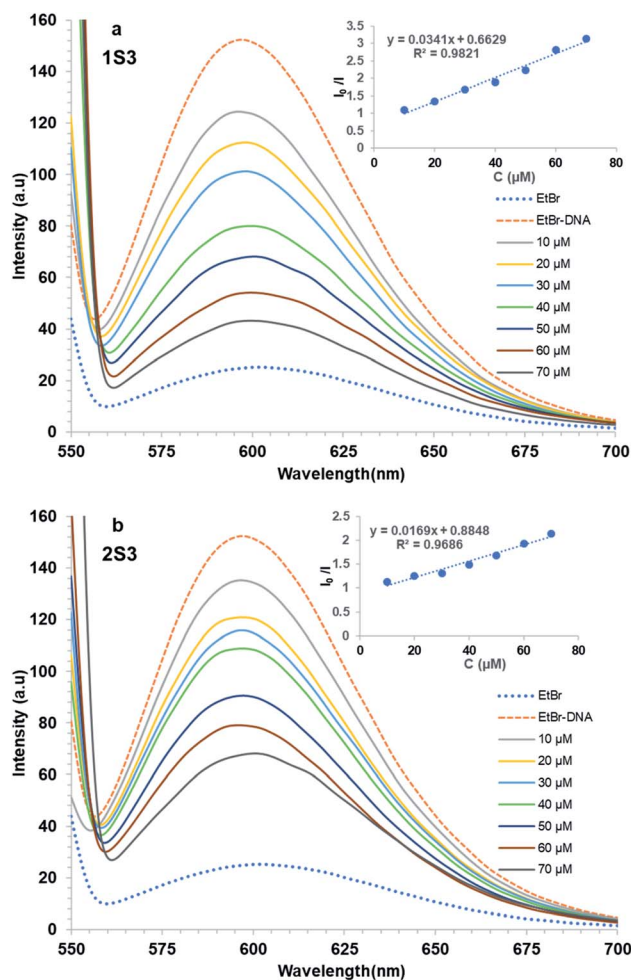 a
1S3
Intensity (a.u)
160
140
120
100
80
60
40
20
0
550
575
600
625
650
675
700
Wavelength(nm)
I0 /I
3.5
3
2.5
2
1.5
1
0.5
0
y = 0.0341x + 0.6629
R² = 0.9821
0
20
40
60
80
C (µM)
EtBr
EtBr-DNA
10 µM
20 µM
30 µM
40 µM
50 µM
60 µM
70 µM
b
2S3
Intensity (a.u)
160
140
120
100
80
60
40
20
0
550
575
600
625
650
675
700
Wavelength(nm)
I0 /I
2.5
2
1.5
1
0.5
0
y = 0.0169x + 0.8848
R² = 0.9686
0
20
40
60
80
C (µM)
EtBr
EtBr-DNA
10 µM
20 µM
30 µM
40 µM
50 µM
60 µM
70 µM